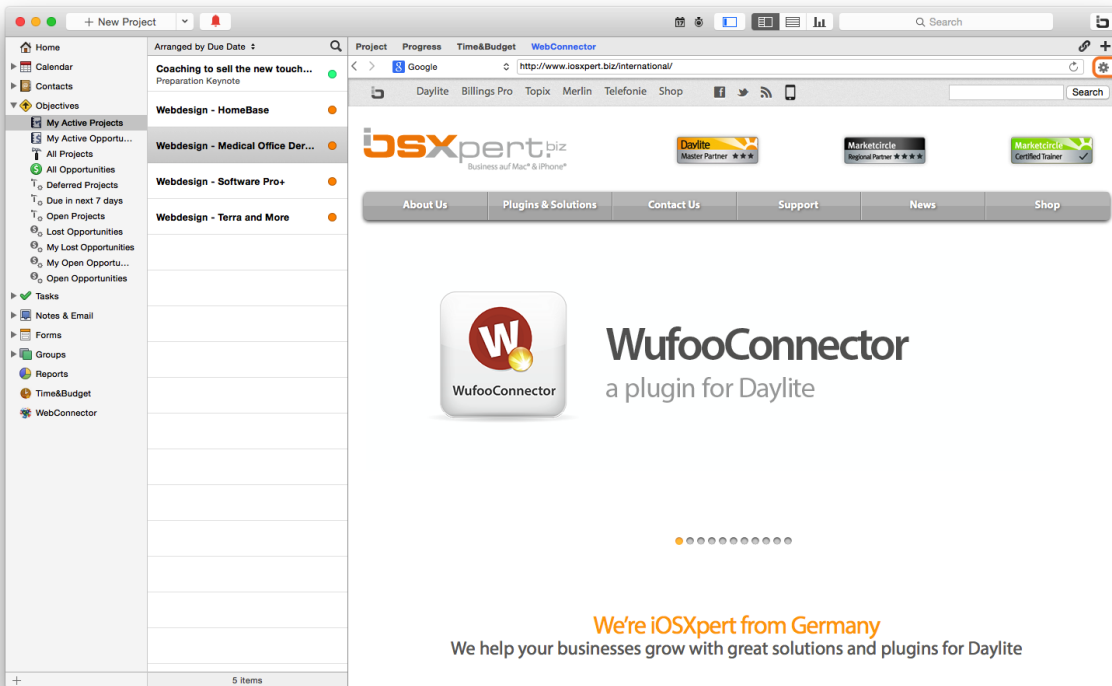 + New Project
Search
Home
Calendar
Contacts
Objectives
My Active Projects
My Active Opportu...
All Projects
All Opportunities
Deferred Projects
Due in next 7 days
Open Projects
Lost Opportunities
My Lost Opportunities
My Open Opportu...
Open Opportunities
Tasks
Notes & Email
Forms
Groups
Reports
Time&Budget
WebConnector
Arranged by Due Date
Coaching to sell the new touch...
Preparation Keynote
Webdesign - HomeBase
Webdesign - Medical Office Der...
Webdesign - Software Pro+
Webdesign - Terra and More
5 items
Project Progress Time&Budget WebConnector
Google http://www.iosxpert.biz/international/
Daylite Billings Pro Topix Merlin Telefonie Shop Search
iOSXpert.biz
Business auf Mac® & iPhone®
Daylite
Master Partner ★★★
Marketcircle
Regional Partner ★★★★
Marketcircle
Certified Trainer ✓
About Us Plugins & Solutions Contact Us Support News Shop
W
WufooConnector
WufooConnector
a plugin for Daylite
We're iOSXpert from Germany
We help your businesses grow with great solutions and plugins for Daylite